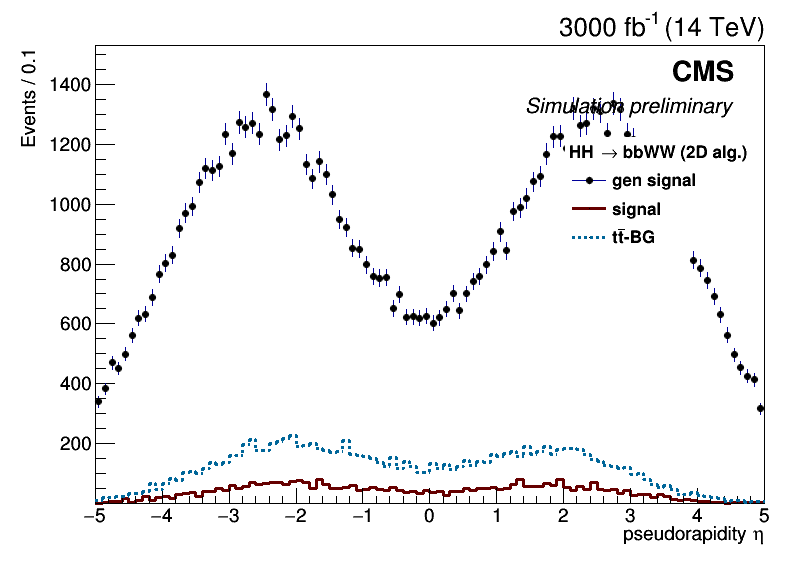 3000 fb⁻¹ (14 TeV)
CMS
Simulation preliminary
HH → bbWW (2D alg.)
gen signal
signal
tt̄-BG
Events / 0.1
1400
1200
1000
800
600
400
200
−5 −4 −3 −2 −1 0 1 2 3 4 5
pseudorapidity η